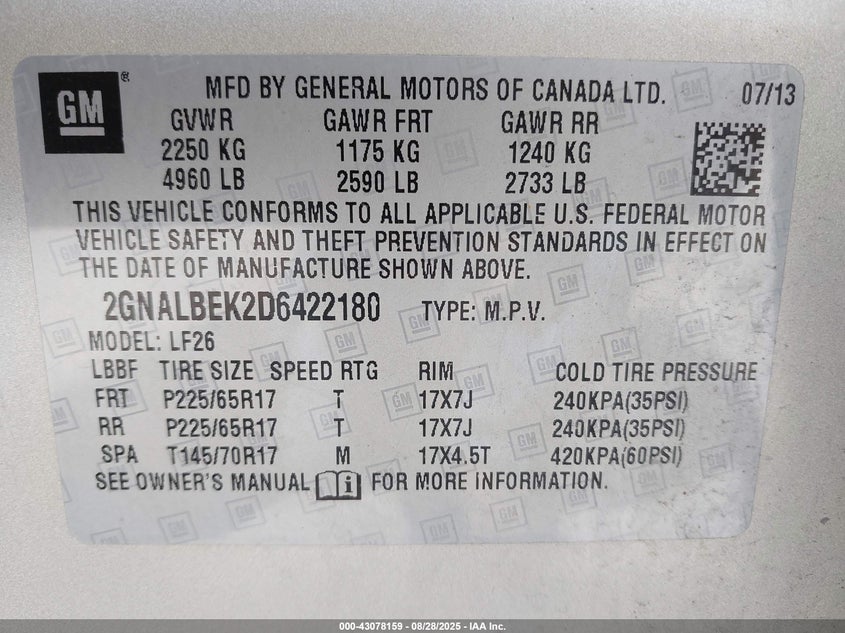 GM ® MFD BY GENERAL MOTORS OF CANADA LTD. 07/13
GVWR GAWR FRT GAWR RR
2250 KG 1175 KG 1240 KG
4960 LB 2590 LB 2733 LB
THIS VEHICLE CONFORMS TO ALL APPLICABLE U.S. FEDERAL MOTOR
VEHICLE SAFETY AND THEFT PREVENTION STANDARDS IN EFFECT ON
THE DATE OF MANUFACTURE SHOWN ABOVE.
2GNALBEK2D6422180 TYPE: M.P.V.
MODEL: LF26
LBBF TIRE SIZE SPEED RTG RIM COLD TIRE PRESSURE
FRT P225/65R17 T 17X7J 240KPA(35PSI)
RR P225/65R17 T 17X7J 240KPA(35PSI)
SPA T145/70R17 M 17X4.5T 420KPA(60PSI)
SEE OWNER'S MANUAL i FOR MORE INFORMATION.
000-43078159 - 08/28/2025 - IAA Inc.